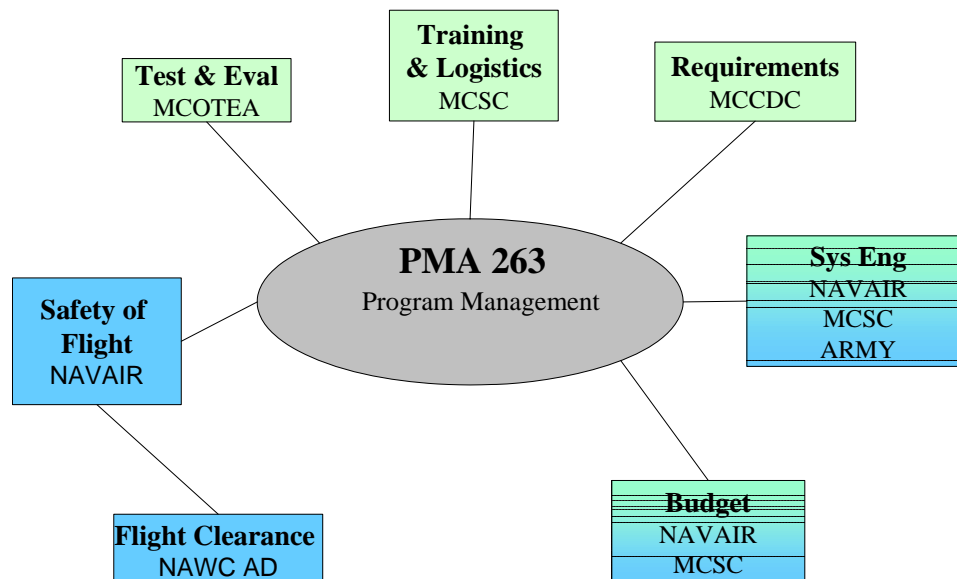 Training
& Logistics
MCSC
Test & Eval
MCOTEA
Requirements
MCCDC
PMA 263
Program Management
Sys Eng
NAVAIR
MCSC
ARMY
Safety of
Flight
NAVAIR
Budget
NAVAIR
MCSC
Flight Clearance
NAWC AD